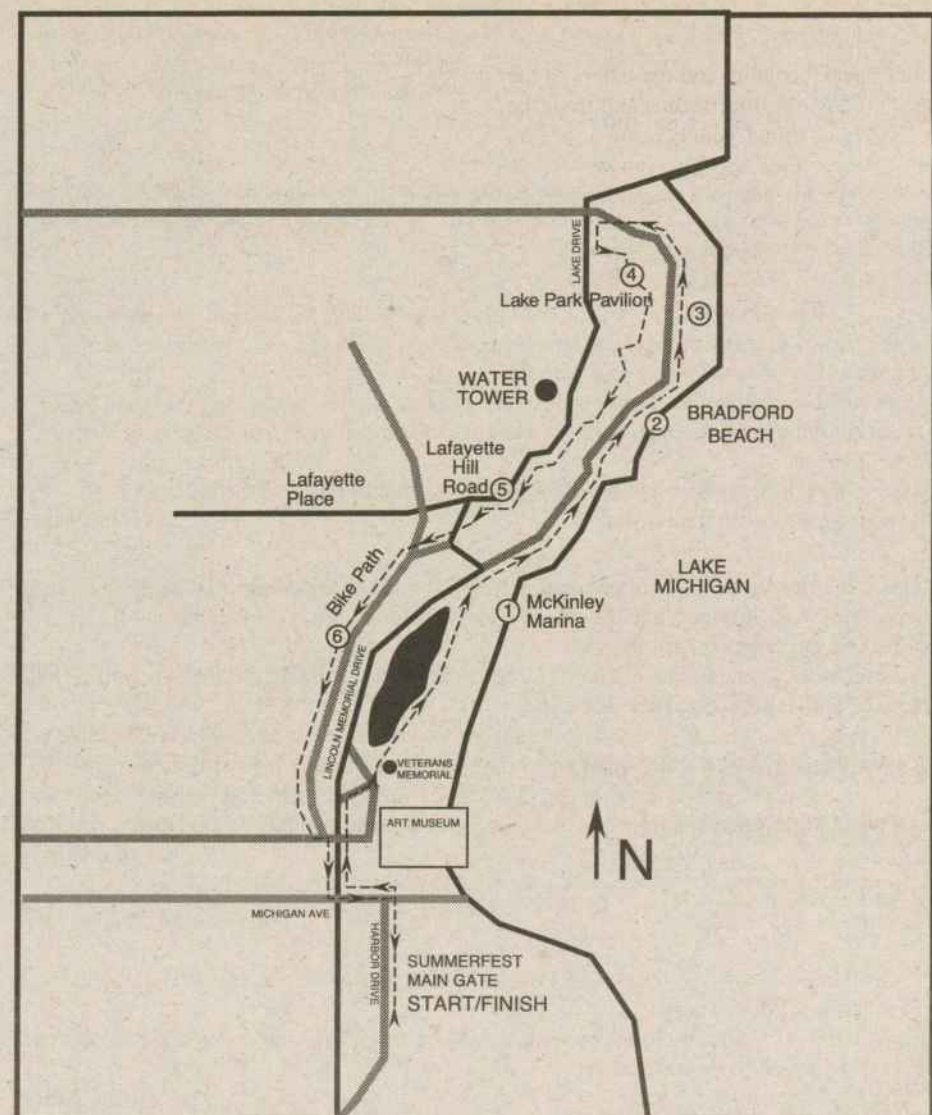 LAKE DRIVE
4
Lake Park Pavilion
3
WATER
TOWER
2
BRADFORD
BEACH
Lafayette
Hill
Road
5
Lafayette
Place
LAKE
MICHIGAN
Bike Path
1
McKinley
Marina
6
LINCOLN MEMORIAL DRIVE
VETERANS
MEMORIAL
ART MUSEUM
N
MICHIGAN AVE
HARBOR DRIVE
SUMMERFEST
MAIN GATE
START/FINISH